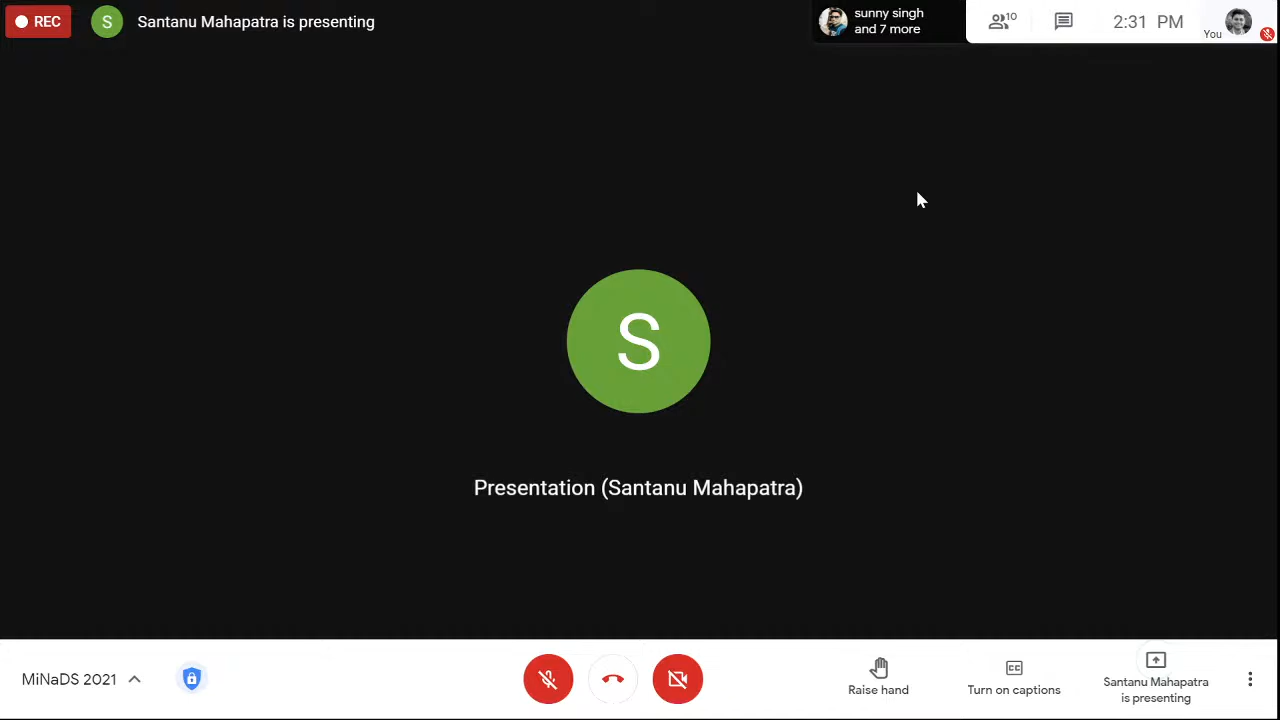 REC
S
Santanu Mahapatra is presenting
sunny singh
and 7 more
10
2:31 PM
You
S
Presentation (Santanu Mahapatra)
MiNaDS 2021
Raise hand
CC
Turn on captions
Santanu Mahapatra
is presenting